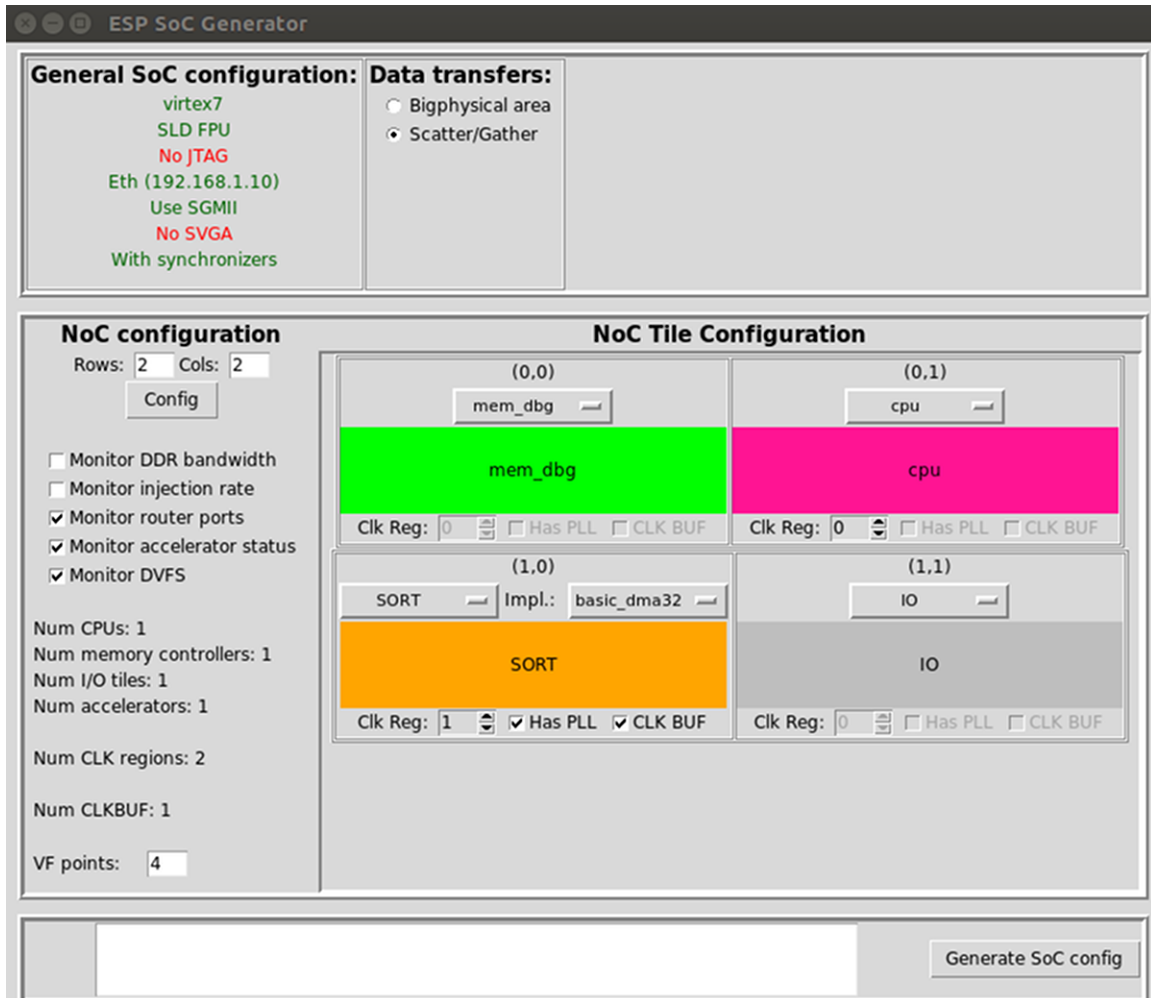 ESP SoC Generator
General SoC configuration:
virtex7
SLD FPU
No JTAG
Eth (192.168.1.10)
Use SGMII
No SVGA
With synchronizers
Data transfers:
Bigphysical area
Scatter/Gather
NoC configuration
Rows: 2 Cols: 2
Config
Monitor DDR bandwidth
Monitor injection rate
Monitor router ports
Monitor accelerator status
Monitor DVFS
Num CPUs: 1
Num memory controllers: 1
Num I/O tiles: 1
Num accelerators: 1
Num CLK regions: 2
Num CLKBUF: 1
VF points: 4
NoC Tile Configuration
(0,0)
mem_dbg
mem_dbg
Clk Reg: 0 Has PLL CLK BUF
(0,1)
cpu
cpu
Clk Reg: 0 Has PLL CLK BUF
(1,0)
SORT Impl.: basic_dma32
SORT
Clk Reg: 1 Has PLL CLK BUF
(1,1)
IO
IO
Clk Reg: 0 Has PLL CLK BUF
Generate SoC config